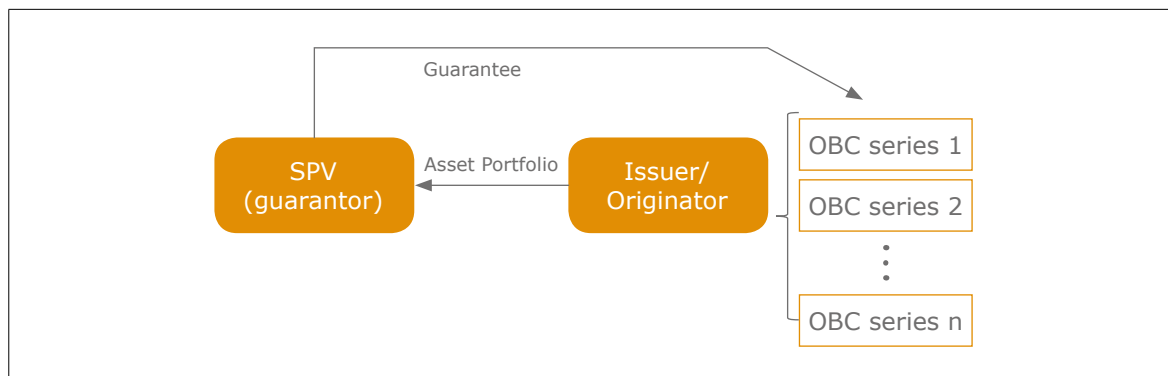 Guarantee
SPV
(guarantor)
Asset Portfolio
Issuer/
Originator
OBC series 1
OBC series 2
OBC series n